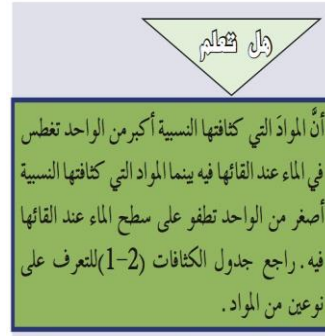 هل تعلم
أنَّ الموادَ التي كثافتها النسبية أكبر من الواحد تغطس
في الماء عند القائها فيه بينما المواد التي كثافتها النسبية
أصغر من الواحد تطفو على سطح الماء عند القائها
فيه. راجع جدول الكثافات (2-1) للتعرف على
نوعين من المواد.